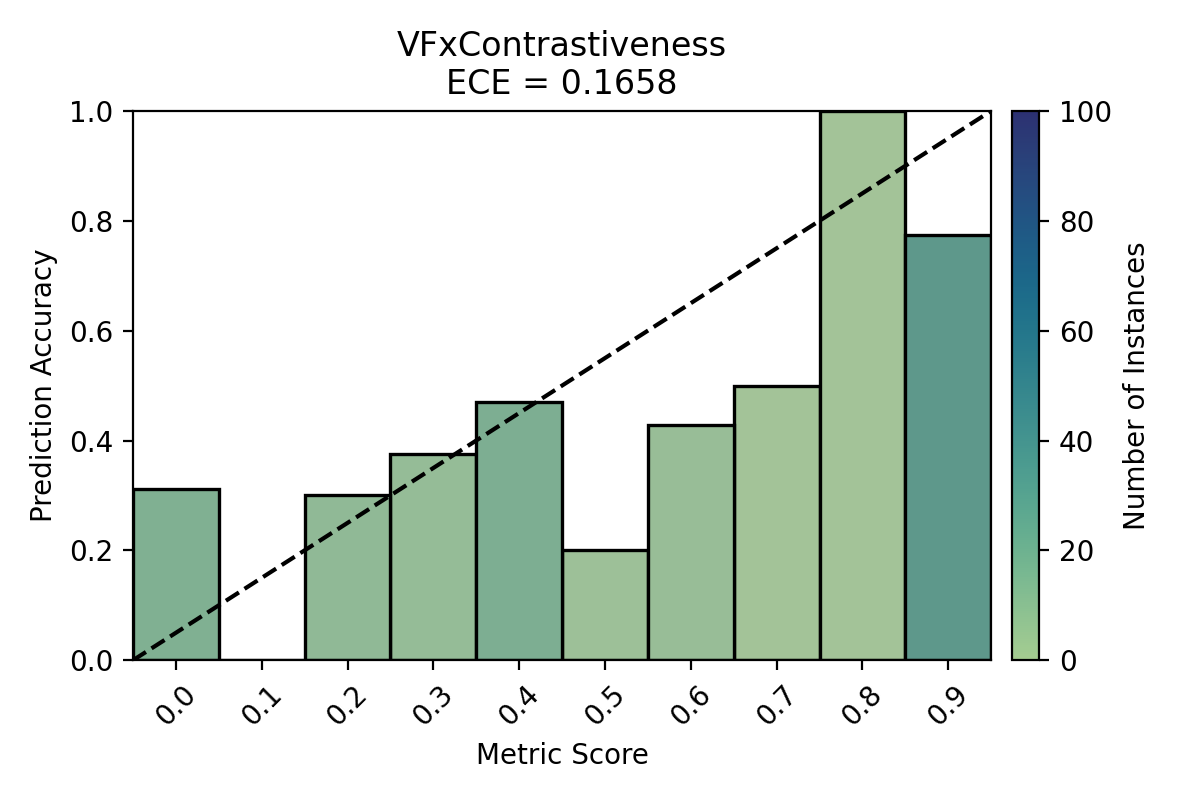 VFxContrastiveness
ECE = 0.1658
1.0
0.8
0.6
0.4
0.2
0.0
Prediction Accuracy
0.0 0.1 0.2 0.3 0.4 0.5 0.6 0.7 0.8 0.9
Metric Score
100
80
60
40
20
0
Number of Instances